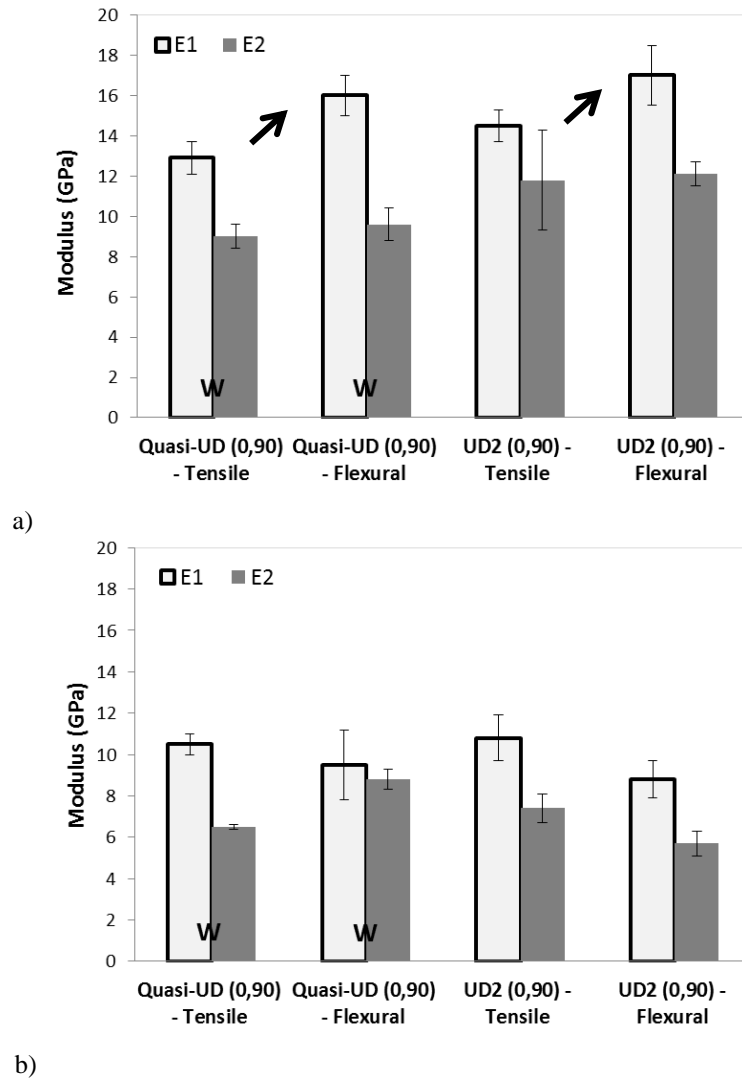 20
18
16
14
12
10
8
6
4
2
0
Modulus (GPa)
E1 E2
W W
Quasi-UD (0,90)
- Tensile
Quasi-UD (0,90)
- Flexural
UD2 (0,90) -
Tensile
UD2 (0,90) -
Flexural
a)
20
18
16
14
12
10
8
6
4
2
0
Modulus (GPa)
E1 E2
W W
Quasi-UD (0,90)
- Tensile
Quasi-UD (0,90)
- Flexural
UD2 (0,90) -
Tensile
UD2 (0,90) -
Flexural
b)